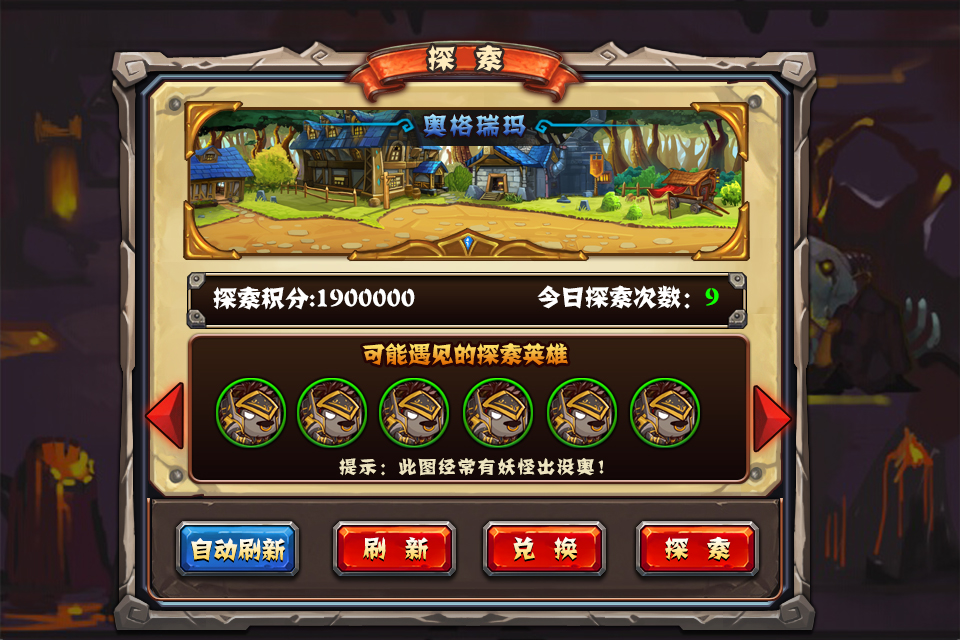 探 索
奥格瑞玛
探索积分:1900000
今日探索次数：9
可能遇见的探索英雄
提示：此图经常有妖怪出没奥！
自动刷新
刷 新
兑 换
探 索